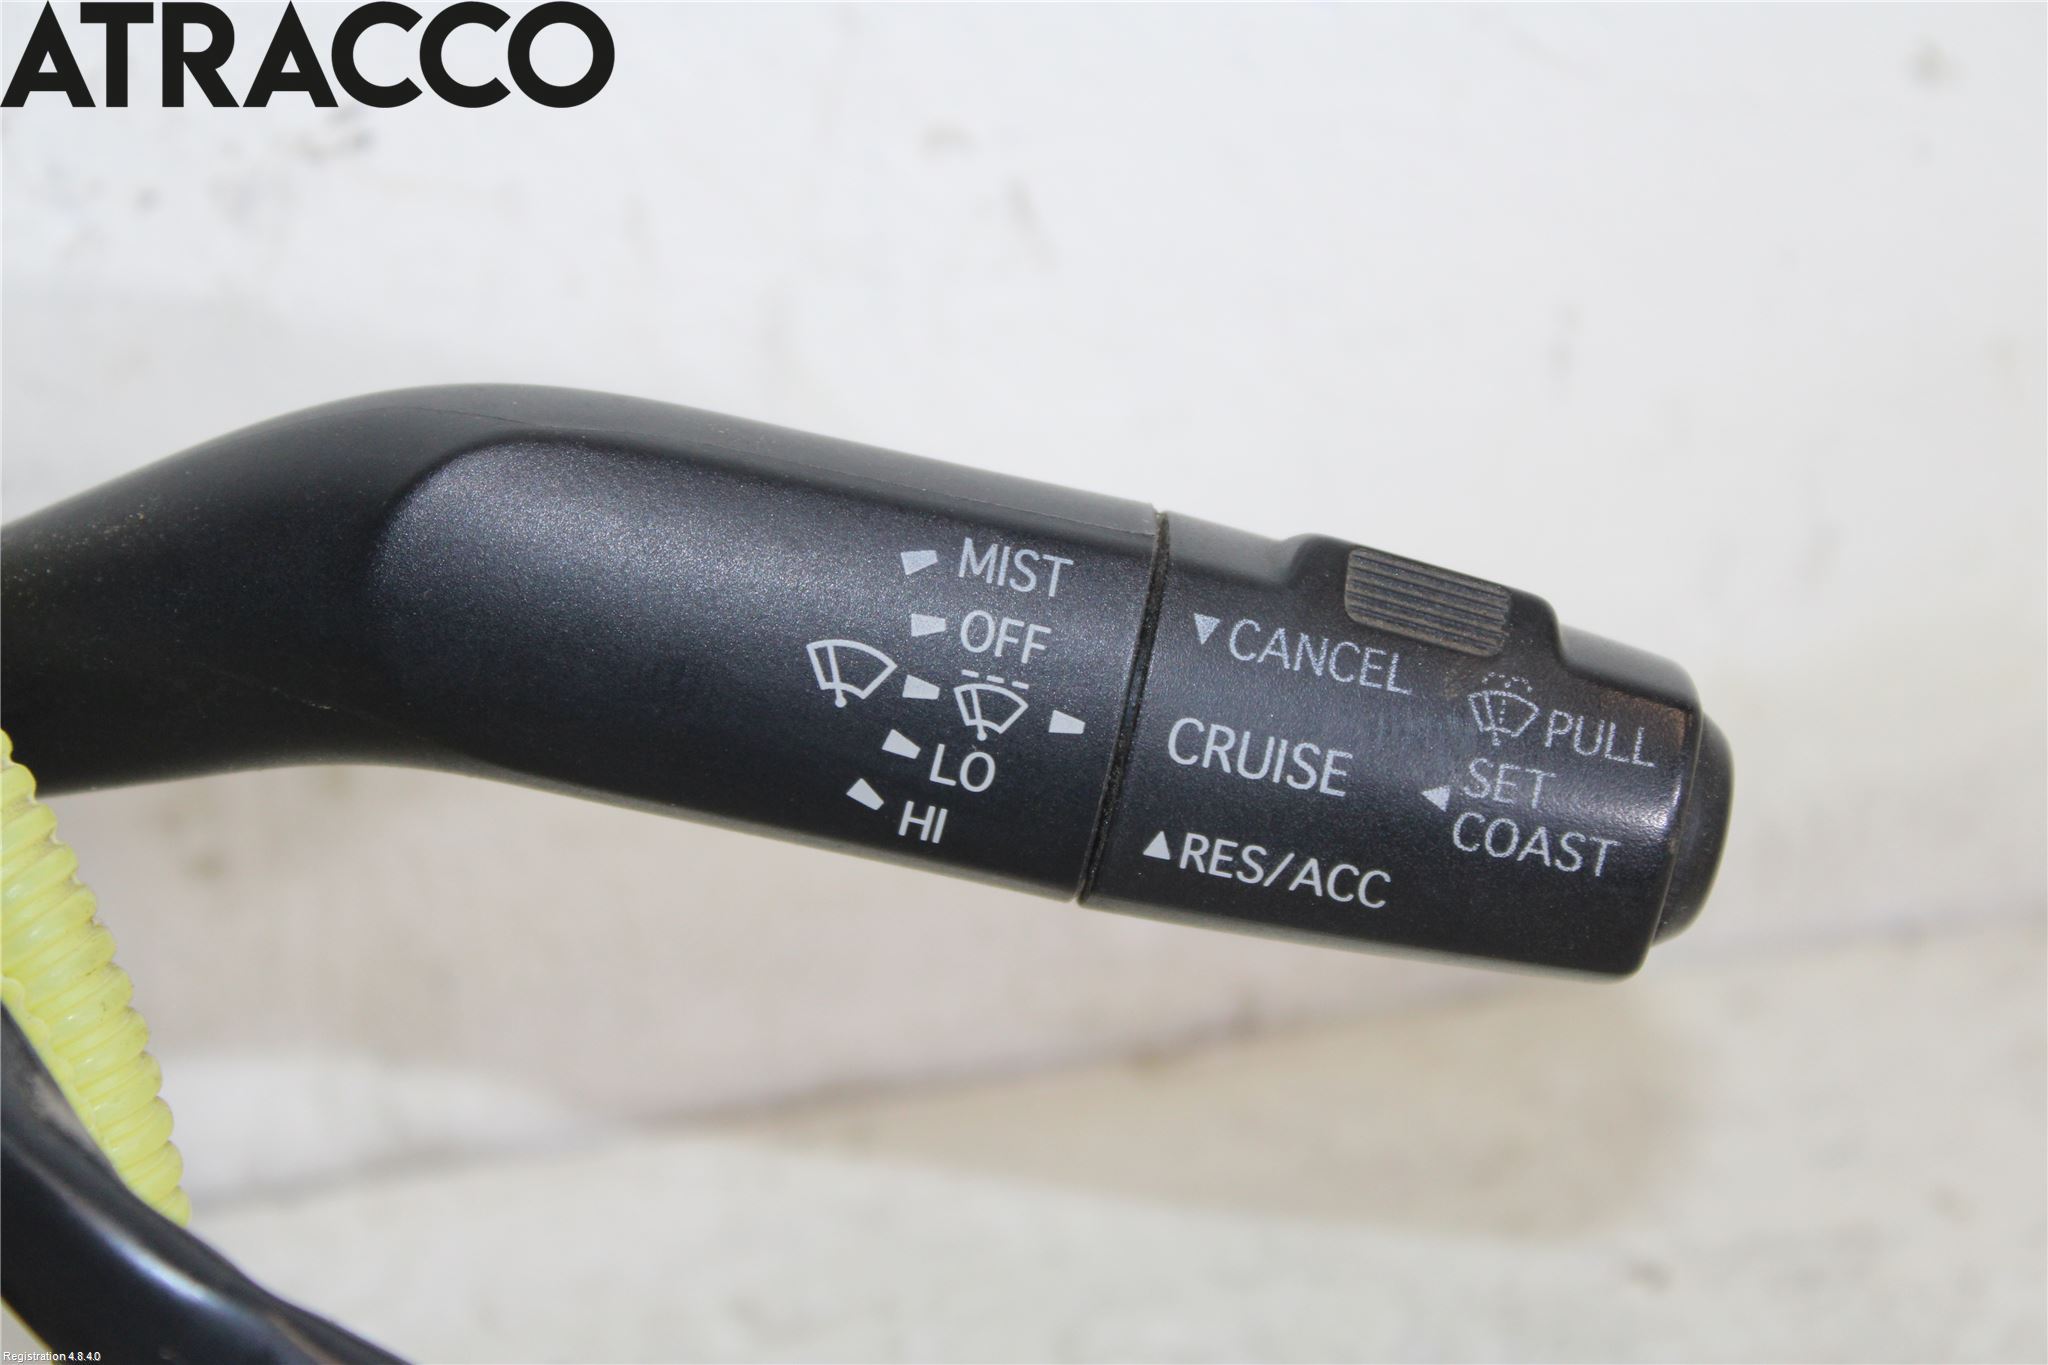 ATRACCO
MIST
OFF
LO
HI
CANCEL
CRUISE
RES/ACC
PULL
SET
COAST
Registration 4.8.4.0